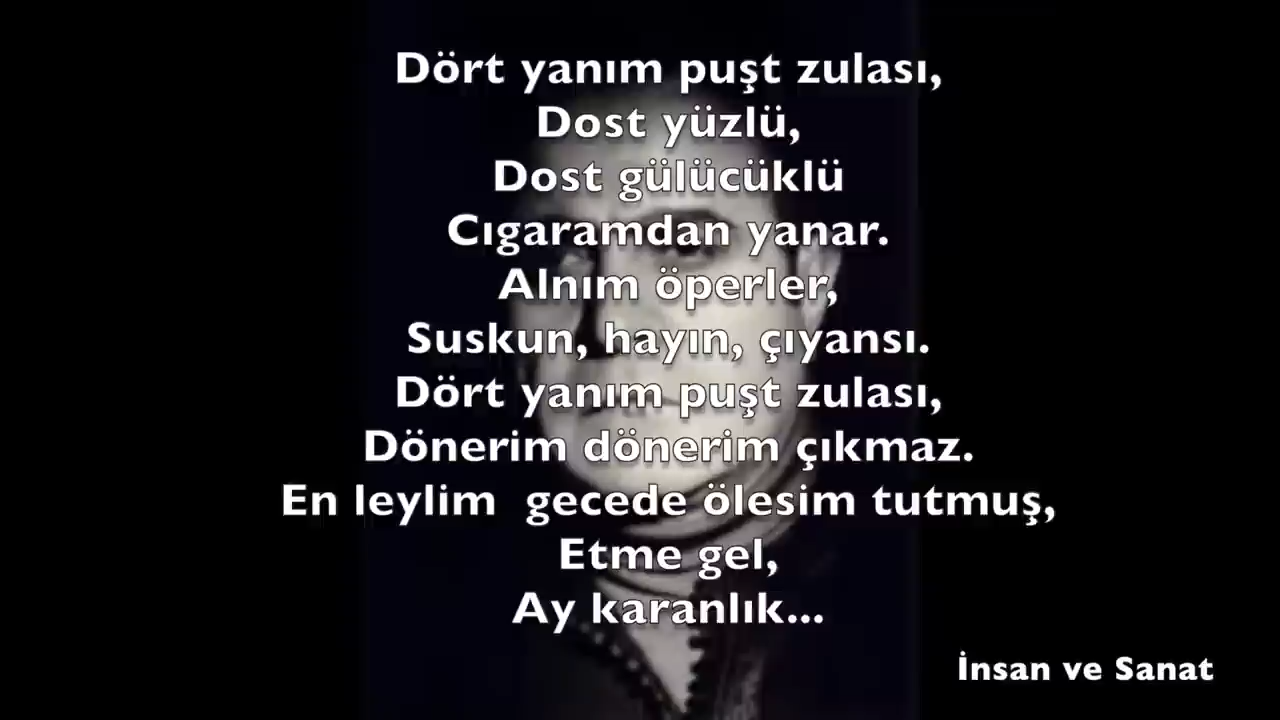 Dört yanım puşt zulası,
Dost yüzlü,
Dost gülücüklü
Cıgaramdan yanar.
Alnım öperler,
Suskun, hayın, çıyansı.
Dört yanım puşt zulası,
Dönerim dönerim çıkmaz.
En leylim  gecede ölesim tutmuş,
Etme gel,
Ay karanlık...
İnsan ve Sanat